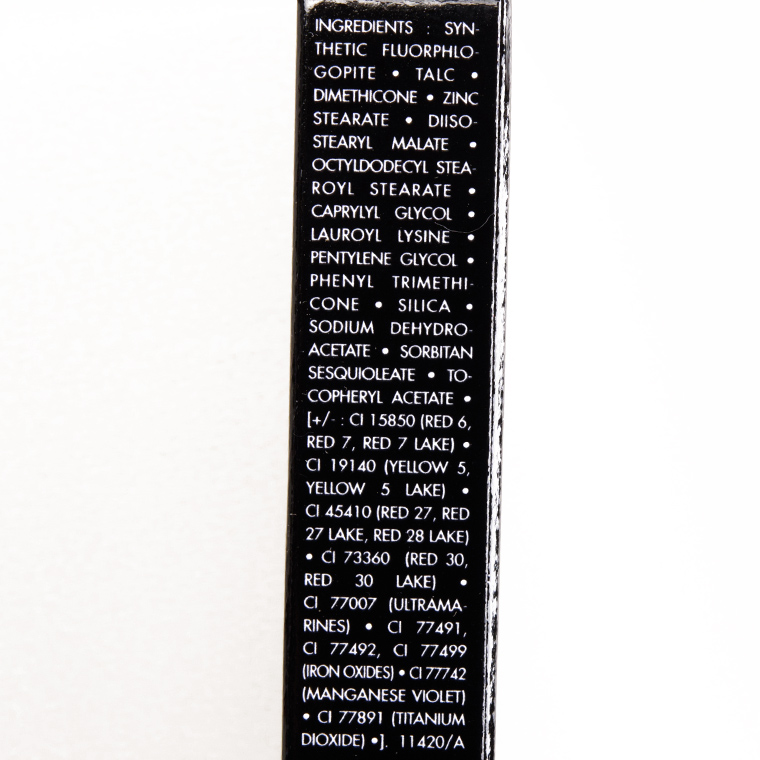 INGREDIENTS : SYN-
THETIC FLUORPHLO-
GOPITE • TALC •
DIMETHICONE • ZINC
STEARATE • DIISO-
STEARYL MALATE •
OCTYLDODECYL STEA-
ROYL STEARATE •
CAPRYLYL GLYCOL •
LAUROYL LYSINE •
PENTYLENE GLYCOL •
PHENYL TRIMETHI-
CONE • SILICA •
SODIUM DEHYDRO-
ACETATE • SORBITAN
SESQUIOLEATE • TO-
COPHERYL ACETATE •
[+/- : CI 15850 (RED 6,
RED 7, RED 7 LAKE) •
CI 19140 (YELLOW 5,
YELLOW 5 LAKE) •
CI 45410 (RED 27, RED
27 LAKE, RED 28 LAKE)
• CI 73360 (RED 30,
RED 30 LAKE) •
CI 77007 (ULTRAMA-
RINES) • CI 77491,
CI 77492, CI 77499
(IRON OXIDES) • CI 77742
(MANGANESE VIOLET)
• CI 77891 (TITANIUM
DIOXIDE) •]. 11420/A